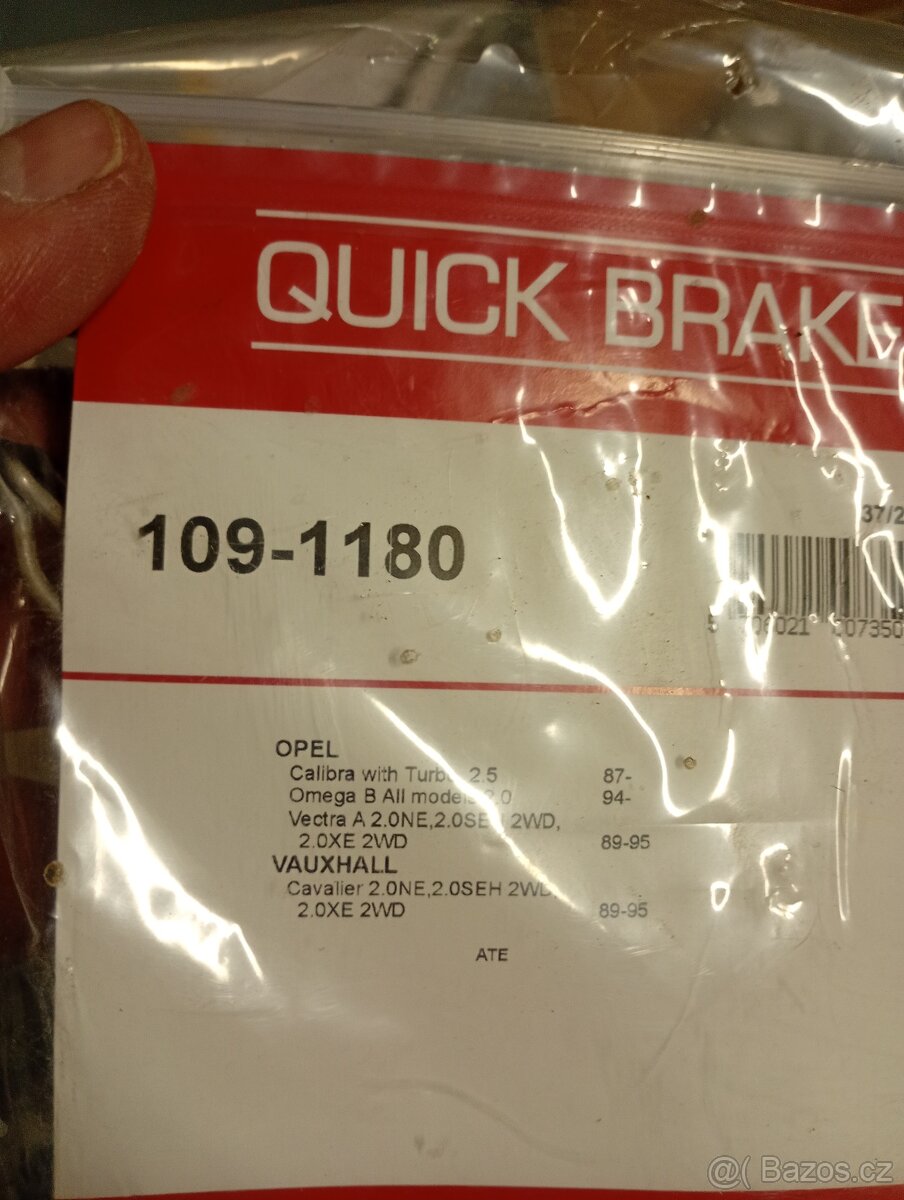 QUICK BRAKE
109-1180
37/2
OPEL
Calibra with Turbo 2.5 87-
Omega B All models 2.0 94-
Vectra A 2.0NE,2.0SEH 2WD,
2.0XE 2WD 89-95
VAUXHALL
Cavalier 2.0NE,2.0SEH 2WD,
2.0XE 2WD 89-95
ATE
@( Bazos.cz